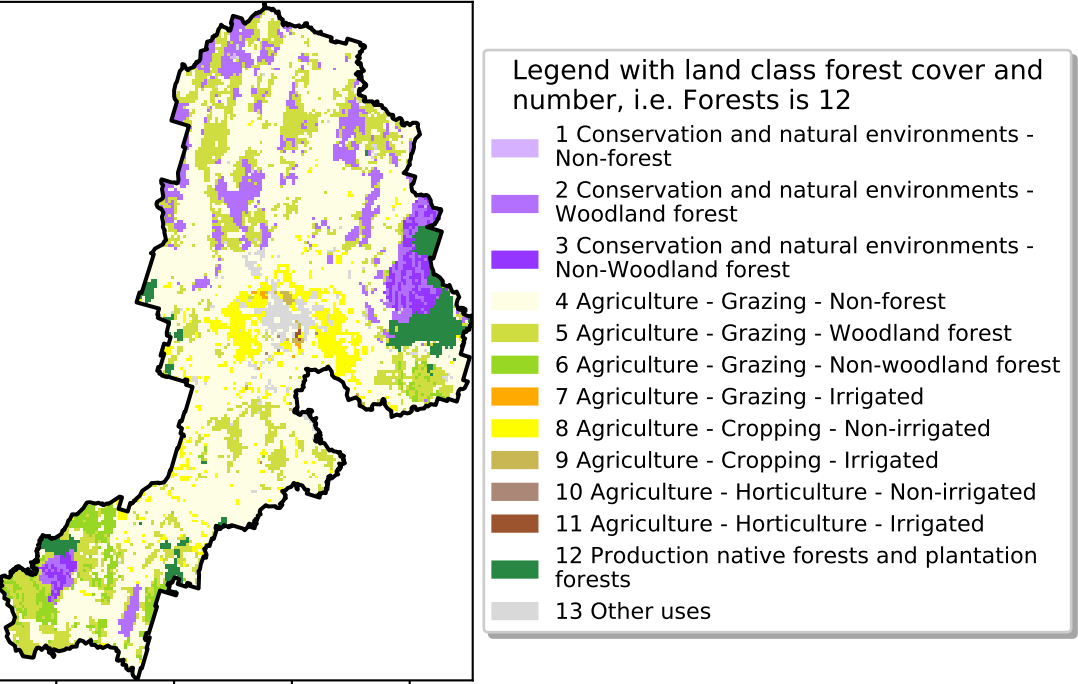 Legend with land class forest cover and
number, i.e. Forests is 12
1 Conservation and natural environments -
Non-forest
2 Conservation and natural environments -
Woodland forest
3 Conservation and natural environments -
Non-Woodland forest
4 Agriculture - Grazing - Non-forest
5 Agriculture - Grazing - Woodland forest
6 Agriculture - Grazing - Non-woodland forest
7 Agriculture - Grazing - Irrigated
8 Agriculture - Cropping - Non-irrigated
9 Agriculture - Cropping - Irrigated
10 Agriculture - Horticulture - Non-irrigated
11 Agriculture - Horticulture - Irrigated
12 Production native forests and plantation
forests
13 Other uses